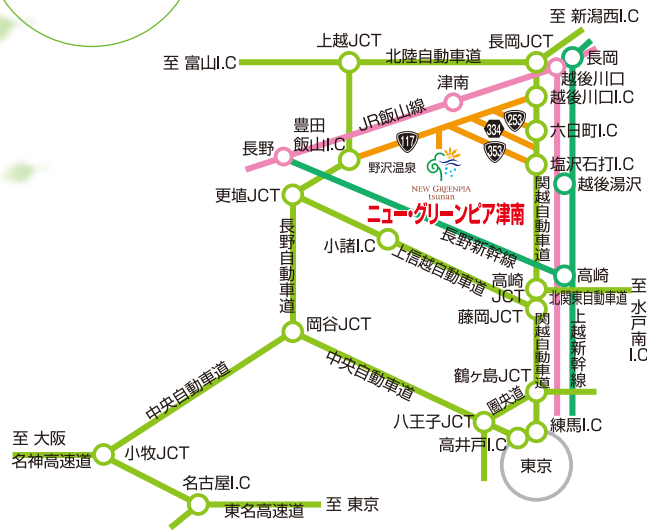 至 新潟西I.C
上越JCT
長岡JCT
至 富山I.C
北陸自動車道
長岡
越後川口
津南
越後川口I.C
JR飯山線
豊田
飯山I.C
253
334
六日町I.C
117
353
長野
野沢温泉
塩沢石打I.C
NEW GREENPIA
tsunan
ニュー・グリーンピア津南
更埴JCT
関越自動車道
越後湯沢
長野自動車道
小諸I.C
上信越自動車道
長野新幹線
高崎
JCT
高崎
北関東自動車道
至 水戸南I.C
藤岡JCT
岡谷JCT
関越自動車道
上越新幹線
中央自動車道
中央自動車道
鶴ヶ島JCT
圏央道
八王子JCT
練馬I.C
高井戸I.C
東京
至 大阪
名神高速道
小牧JCT
名古屋I.C
東名高速道
至 東京